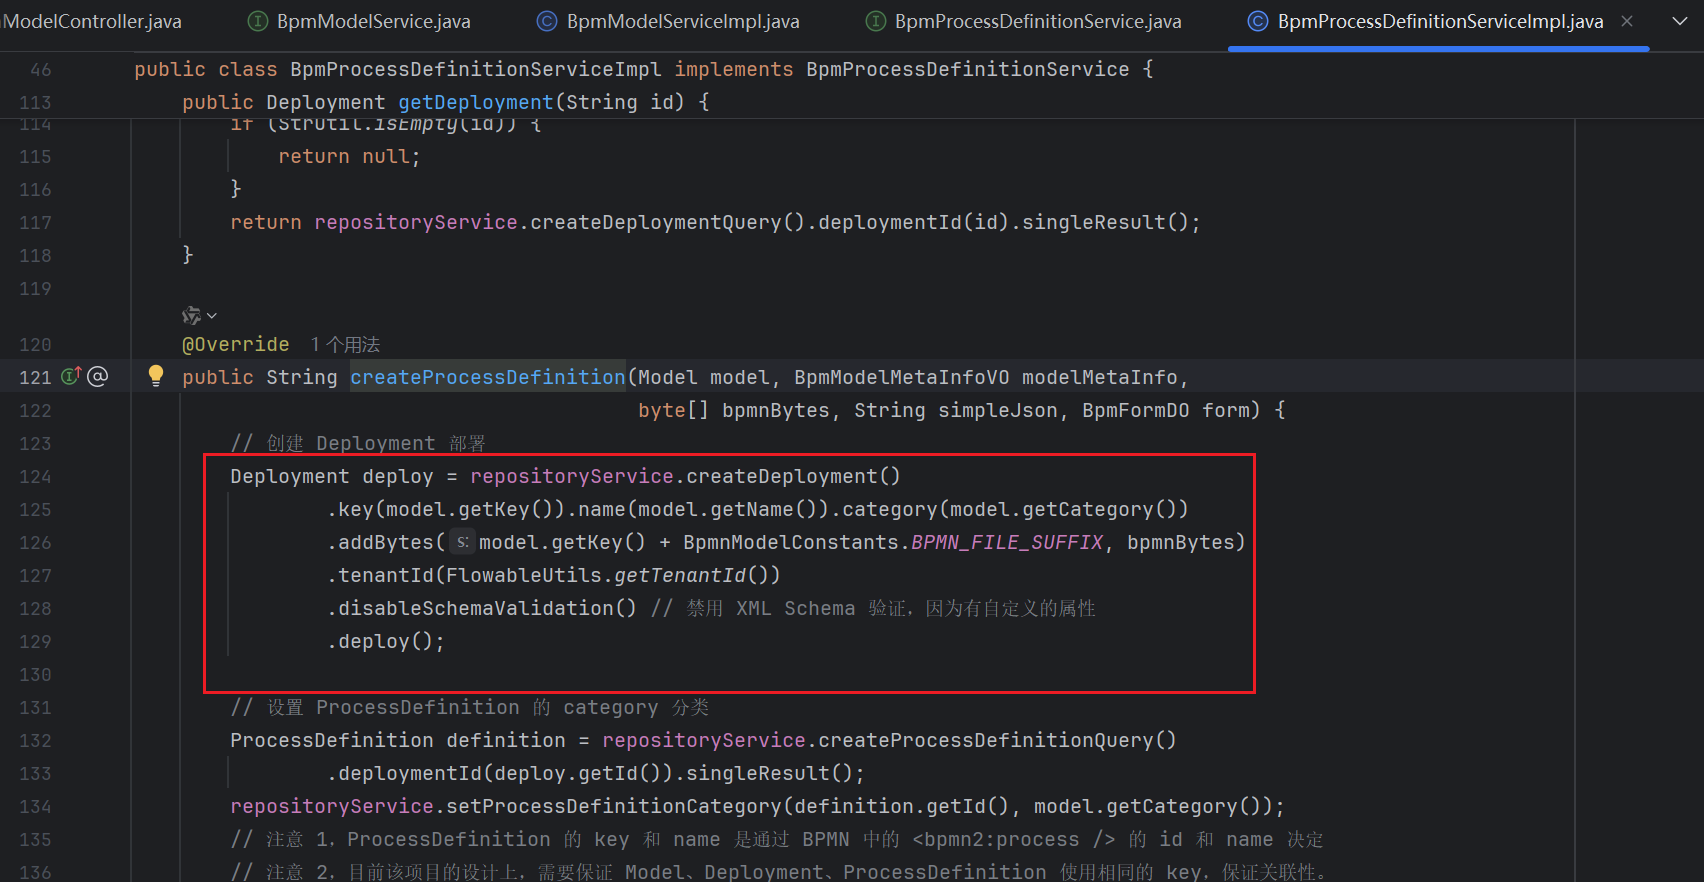 ModelController.java BpmModelService.java BpmModelServiceImpl.java BpmProcessDefinitionService.java BpmProcessDefinitionServiceImpl.java
46 public class BpmProcessDefinitionServiceImpl implements BpmProcessDefinitionService {
113 public Deployment getDeployment(String id) {
114 if (StrUtil.isEmpty(id)) {
115 return null;
116 }
117 return repositoryService.createDeploymentQuery().deploymentId(id).singleResult();
118 }
119
120 @Override 1 个用法
121 public String createProcessDefinition(Model model, BpmModelMetaInfoVO modelMetaInfo,
122 byte[] bpmnBytes, String simpleJson, BpmFormDO form) {
123 // 创建 Deployment 部署
124 Deployment deploy = repositoryService.createDeployment()
125 .key(model.getKey()).name(model.getName()).category(model.getCategory())
126 .addBytes( s: model.getKey() + BpmnModelConstants.BPMN_FILE_SUFFIX, bpmnBytes)
127 .tenantId(FlowableUtils.getTenantId())
128 .disableSchemaValidation() // 禁用 XML Schema 验证，因为有自定义的属性
129 .deploy();
130
131 // 设置 ProcessDefinition 的 category 分类
132 ProcessDefinition definition = repositoryService.createProcessDefinitionQuery()
133 .deploymentId(deploy.getId()).singleResult();
134 repositoryService.setProcessDefinitionCategory(definition.getId(), model.getCategory());
135 // 注意 1，ProcessDefinition 的 key 和 name 是通过 BPMN 中的 <bpmn2:process /> 的 id 和 name 决定
136 // 注意 2，目前该项目的设计上，需要保证 Model、Deployment、ProcessDefinition 使用相同的 key，保证关联性。